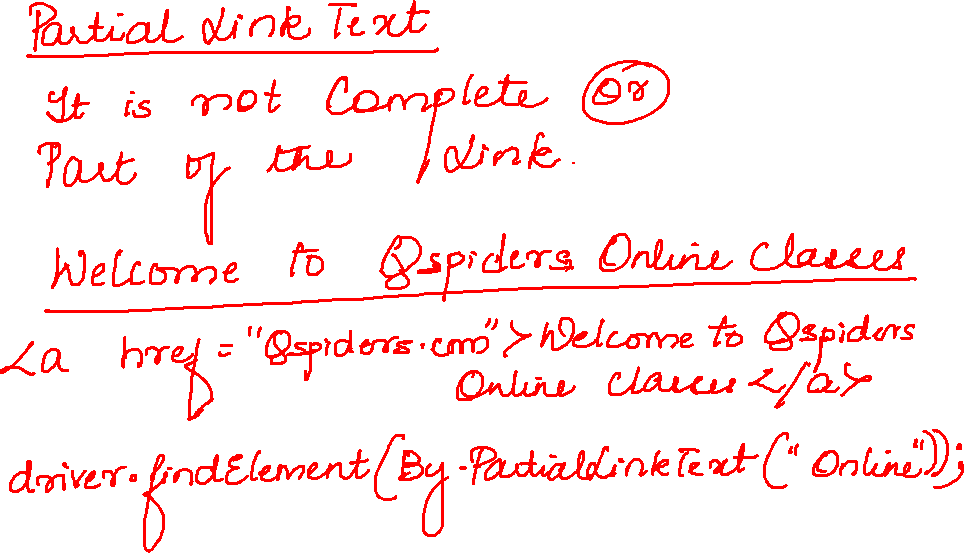 Partial Link Text
It is not Complete Or
Part of the Link.
Welcome to Qspiders Online Classes
<a href="Qspiders.com">Welcome to Qspiders
Online classes</a>
driver.findElement(By.PartialLinkText("Online"));